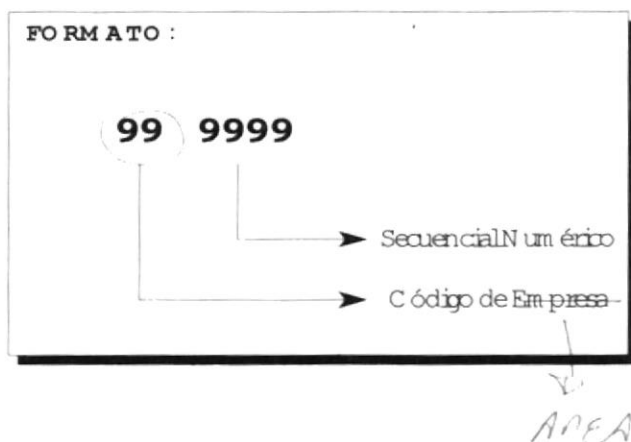 FORMATO:
99 9999
Secuencial Numérico
Código de Empresa
AREA